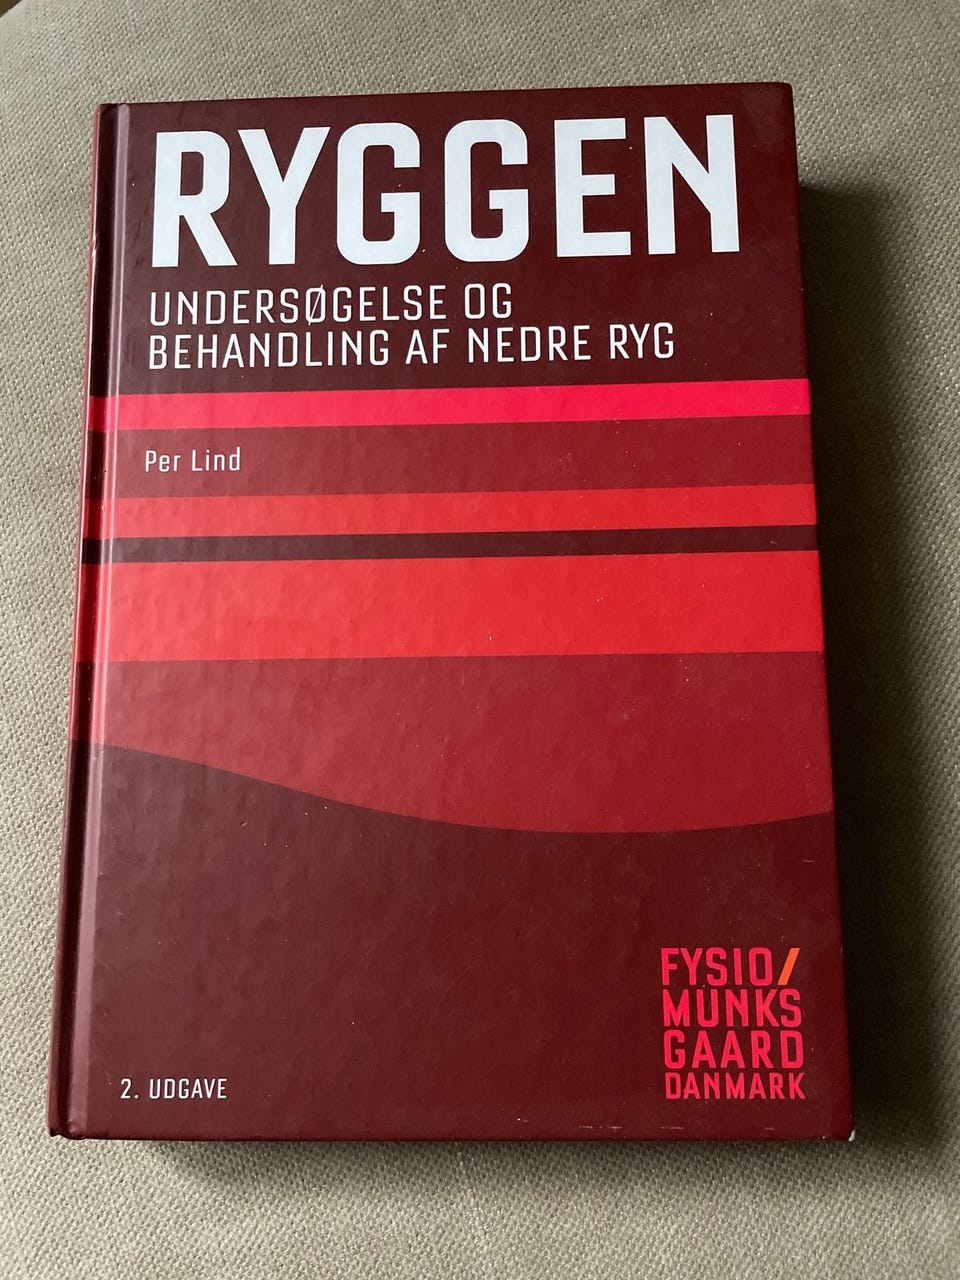 RYGGEN
UNDERSØGELSE OG
BEHANDLING AF NEDRE RYG
Per Lind
FYSIO/
MUNKS
GAARD
DANMARK
2. UDGAVE